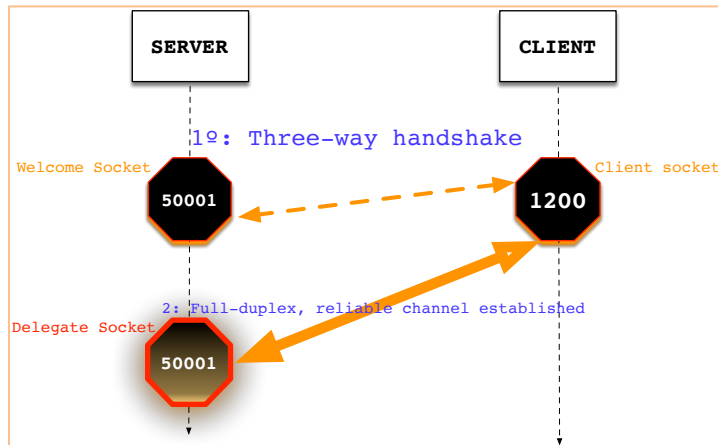 SERVER
CLIENT
1º: Three-way handshake
Welcome Socket
Client socket
50001
1200
2: Full-duplex, reliable channel established
Delegate Socket
50001